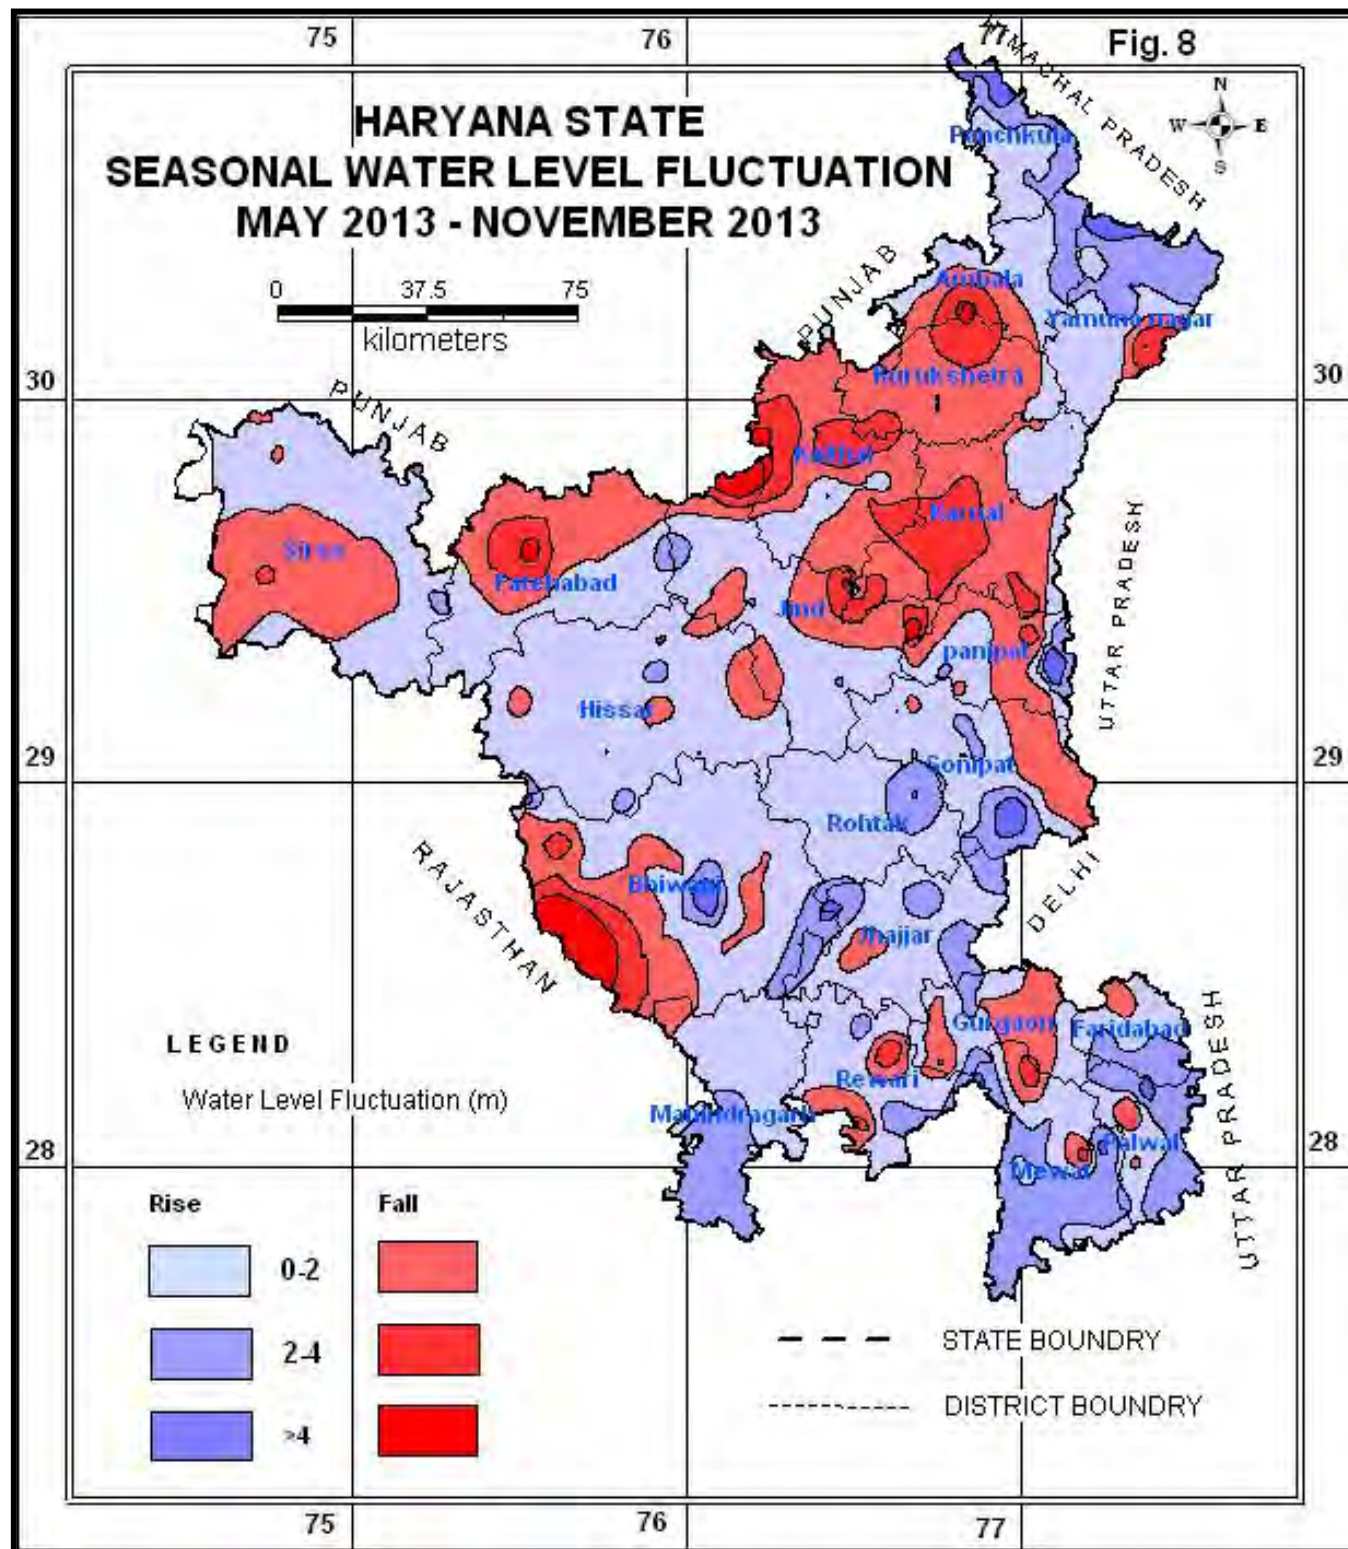 75
76
77
Fig. 8
HIMACHAL PRADESH
N
W
E
S
HARYANA STATE
SEASONAL WATER LEVEL FLUCTUATION
MAY 2013 - NOVEMBER 2013
0 37.5 75
kilometers
Panchkula
PUNJAB
Ambala
Yamuna nagar
30
PUNJAB
Kurukshetra
30
Kaithal
Karnal
Sirsa
Fatehabad
Jind
panipat
UTTAR PRADESH
Hissar
29
Sonipat
29
Rohtak
RAJASTHAN
Bhiwani
DELHI
Jhajjar
Gurgaon
Faridabad
UTTAR PRADESH
LEGEND
Water Level Fluctuation (m)
Rewari
Mahindragarh
Palwal
28
Mewat
28
UTTAR PRADESH
Rise Fall
0-2
2-4
>4
STATE BOUNDRY
DISTRICT BOUNDRY
75
76
77